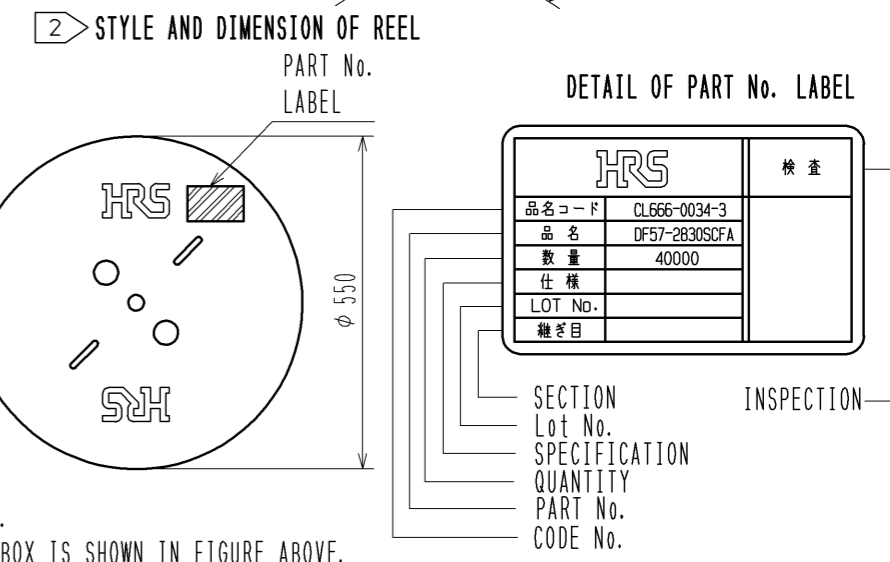 2 STYLE AND DIMENSION OF REEL
PART No.
LABEL
HRS
φ 550
HRS
DETAIL OF PART No. LABEL
HRS 検査
品名コード CL666-0034-3
品名 DF57-2830SCFA
数量 40000
仕様
LOT No.
継ぎ目
SECTION
Lot No.
SPECIFICATION
QUANTITY
PART No.
CODE No.
INSPECTION
BOX IS SHOWN IN FIGURE ABOVE.